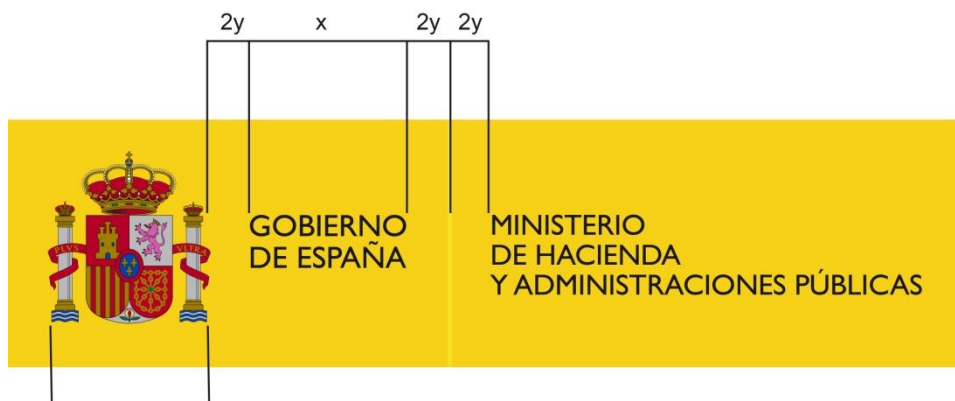 2y x 2y 2y
GOBIERNO
DE ESPAÑA
MINISTERIO
DE HACIENDA
Y ADMINISTRACIONES PÚBLICAS
PLVS VLTRA